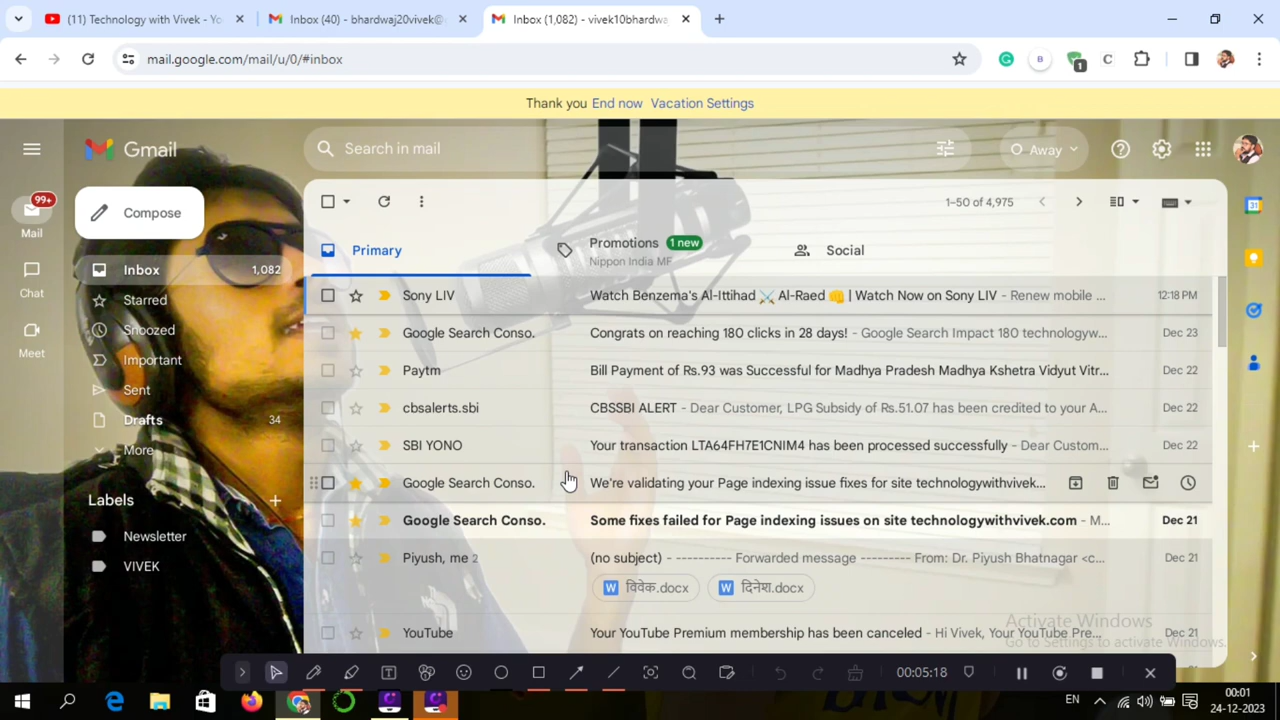 (11) Technology with Vivek - Yo
Inbox (40) - bhardwaj20vivek@
Inbox (1,082) - vivek10bhardwa
mail.google.com/mail/u/0/#inbox
B
1
C
Thank you End now Vacation Settings
Gmail
Search in mail
Away
99+
Mail
Compose
1–50 of 4,975
Chat
Meet
Inbox 1,082
Starred
Snoozed
Important
Sent
Drafts 34
More
Labels
Newsletter
VIVEK
Primary
Promotions 1 new
Nippon India MF
Social
Sony LIV Watch Benzema's Al-Ittihad ⚔️ Al-Raed 👊 | Watch Now on Sony LIV - Renew mobile ... 12:18 PM
Google Search Conso. Congrats on reaching 180 clicks in 28 days! - Google Search Impact 180 technologyw... Dec 23
Paytm Bill Payment of Rs.93 was Successful for Madhya Pradesh Madhya Kshetra Vidyut Vitr... Dec 22
cbsalerts.sbi CBSSBI ALERT - Dear Customer, LPG Subsidy of Rs.51.07 has been credited to your A... Dec 22
SBI YONO Your transaction LTA64FH7E1CNIM4 has been processed successfully - Dear Custom... Dec 22
Google Search Conso. We're validating your Page indexing issue fixes for site technologywithvivek...
Google Search Conso. Some fixes failed for Page indexing issues on site technologywithvivek.com - M... Dec 21
Piyush, me 2 (no subject) - ---------- Forwarded message --------- From: Dr. Piyush Bhatnagar <c... Dec 21
W विवेक.docx W दिनेश.docx
YouTube Your YouTube Premium membership has been canceled - Hi Vivek, Your YouTube Pre... Dec 21
Activate Windows
Go to Settings to activate Windows.
00:05:18
EN
00:01
24-12-2023
31